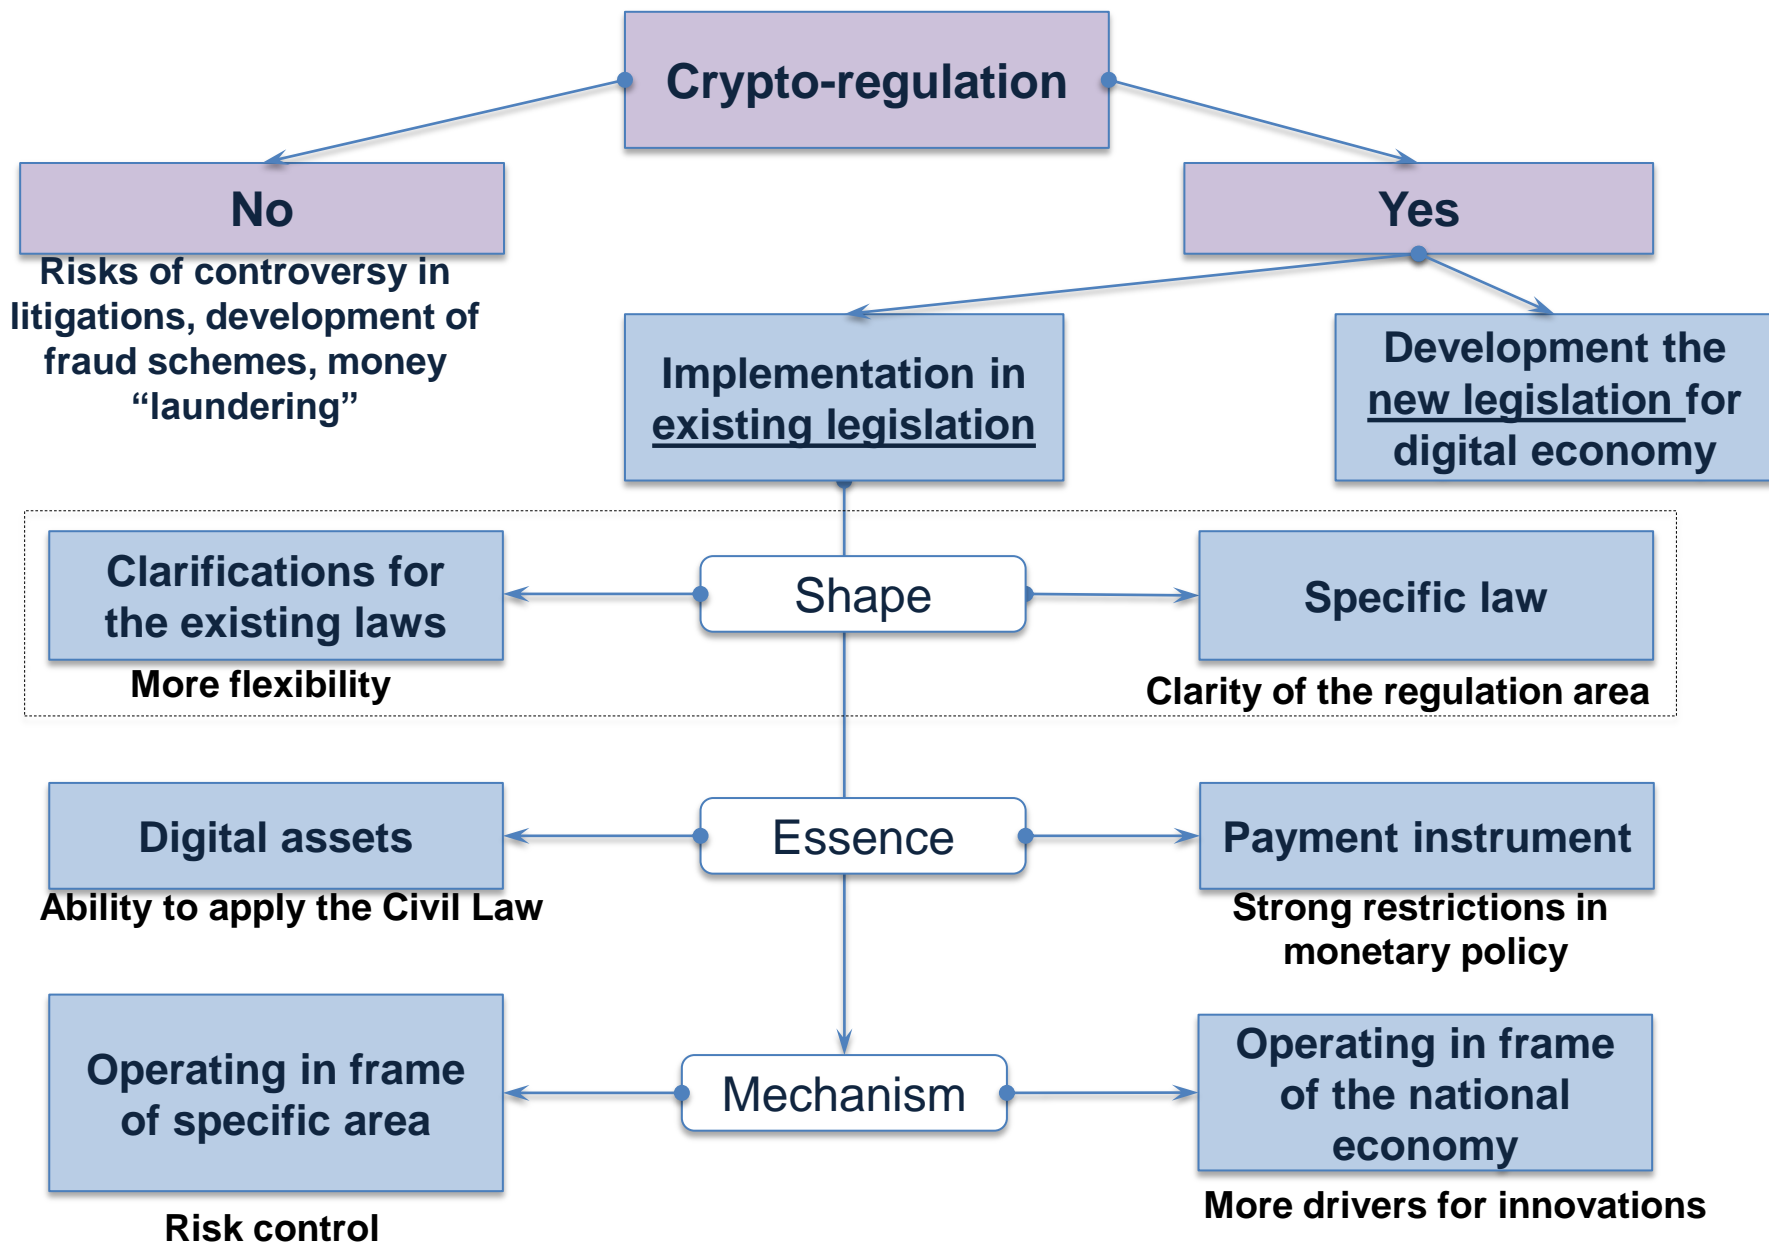 Crypto-regulation
No
Yes
Risks of controversy in
litigations, development of
fraud schemes, money
“laundering”
Implementation in
existing legislation
Development the
new legislation for
digital economy
Clarifications for
the existing laws
More flexibility
Shape
Specific law
Clarity of the regulation area
Digital assets
Ability to apply the Civil Law
Essence
Payment instrument
Strong restrictions in
monetary policy
Operating in frame
of specific area
Risk control
Mechanism
Operating in frame
of the national
economy
More drivers for innovations